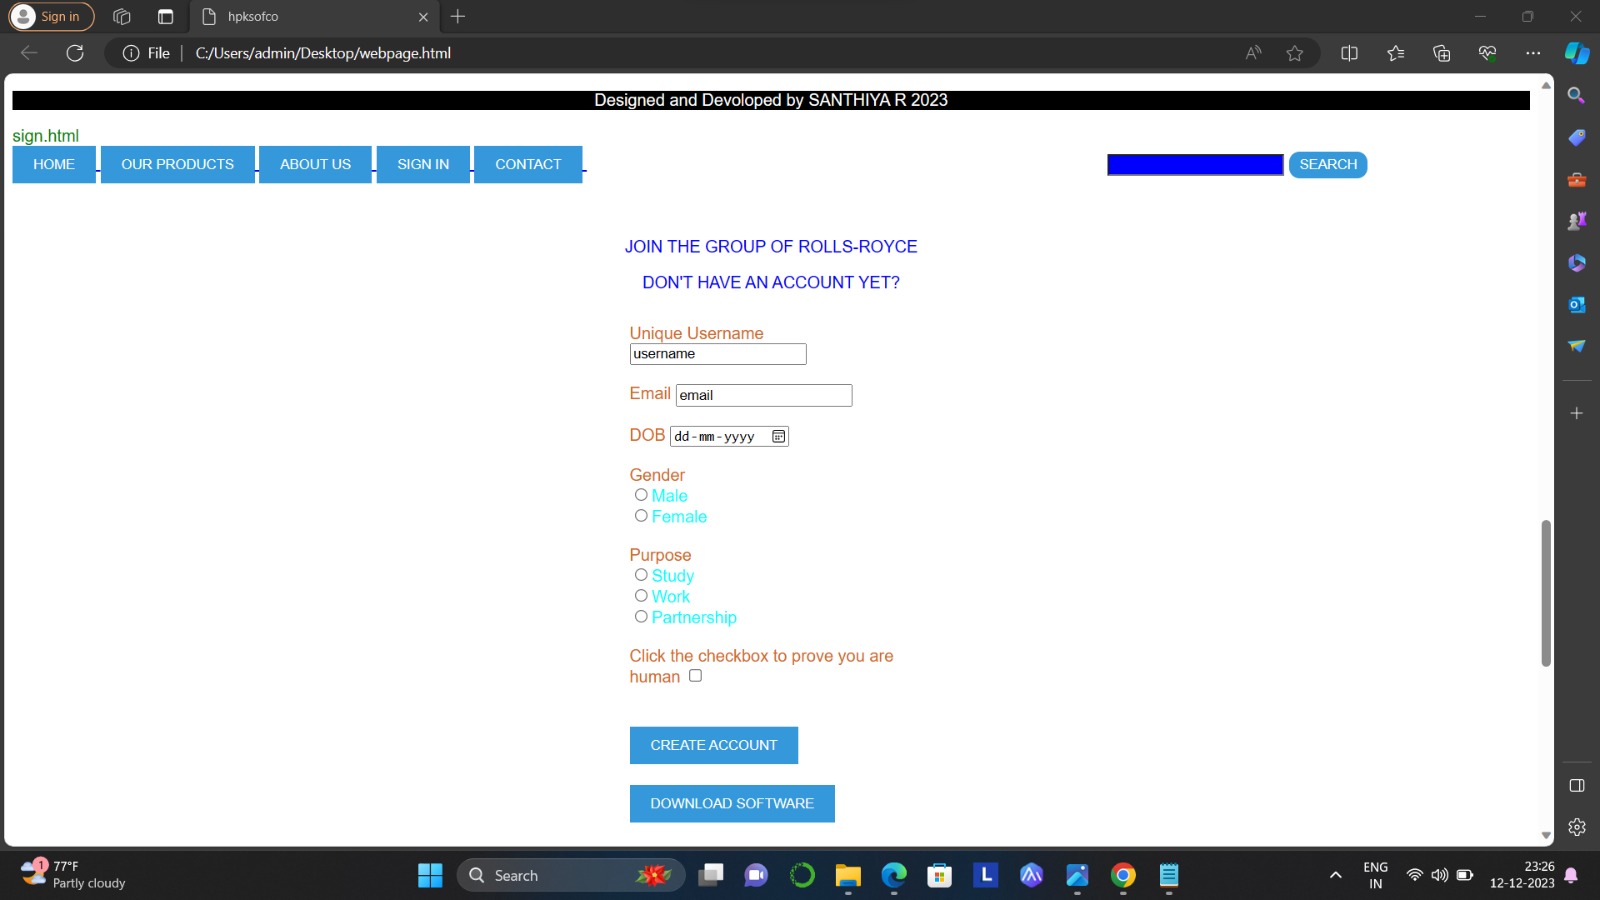 Sign in
hpksofco
File
C:/Users/admin/Desktop/webpage.html
Designed and Devoloped by SANTHIYA R 2023
sign.html
HOME OUR PRODUCTS ABOUT US SIGN IN CONTACT SEARCH
JOIN THE GROUP OF ROLLS-ROYCE
DON'T HAVE AN ACCOUNT YET?
Unique Username
username
Email email
DOB dd-mm-yyyy
Gender
Male
Female
Purpose
Study
Work
Partnership
Click the checkbox to prove you are
human
CREATE ACCOUNT
DOWNLOAD SOFTWARE
1
77°F
Partly cloudy
Search
L
ENG
IN
23:26
12-12-2023